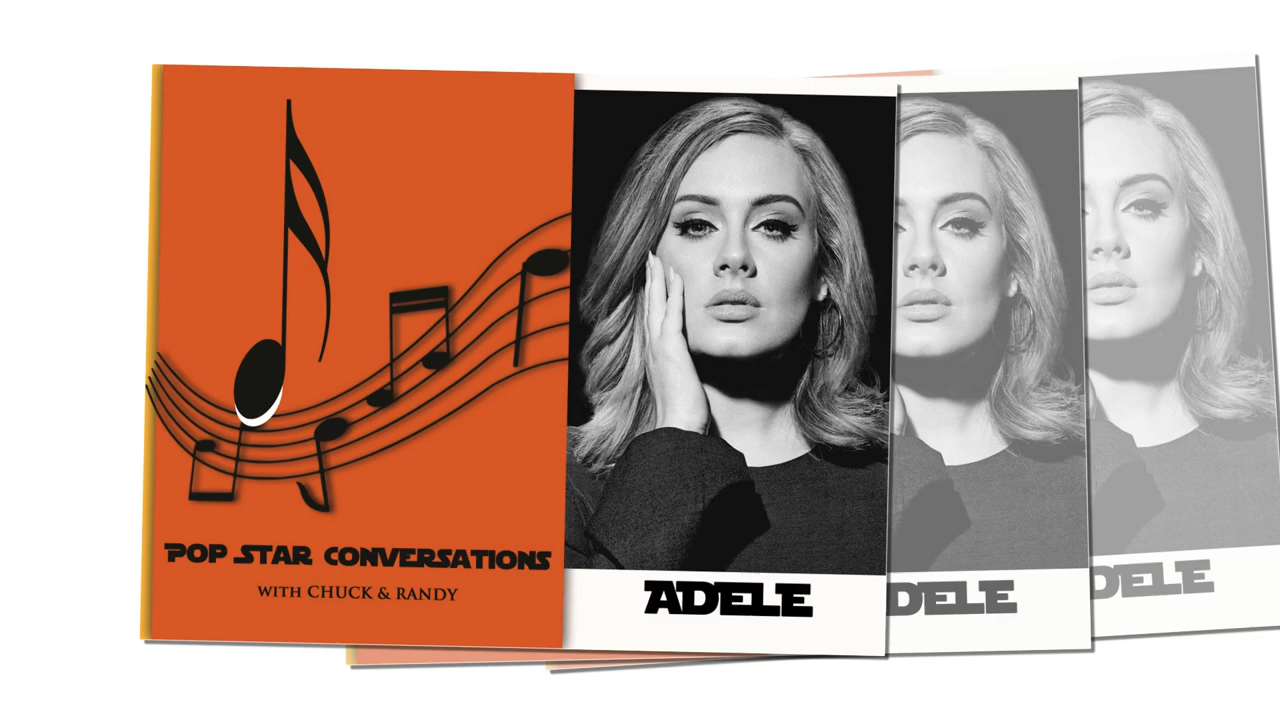 POP STAR CONVERSATIONS
WITH CHUCK & RANDY
ADELE
DELE
DELE